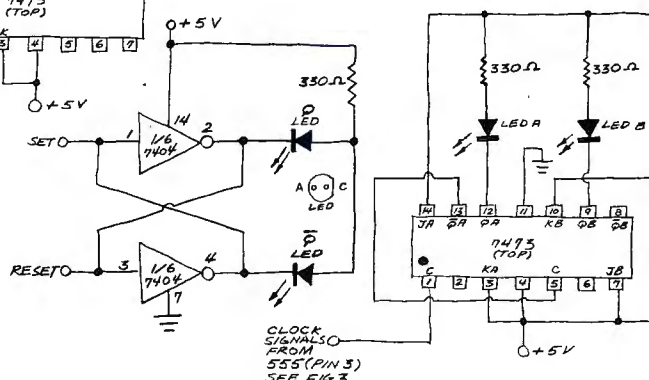 7473
(TOP)
K
3 4 5 6 7
+5V
+5V
330Ω
14
SET
1
1/6
7404
2
Q
LED
A C
LED
RESET
3
1/6
7404
4
7
Q̅
LED
330Ω
330Ω
LED A
LED B
14 13 12 11 10 9 8
JA Q̅A QA KB QB Q̅B
7473
(TOP)
C KA C JB
1 2 3 4 5 6 7
CLOCK
SIGNALS
FROM
555 (PIN 3)
SEE FIG 3
+5V